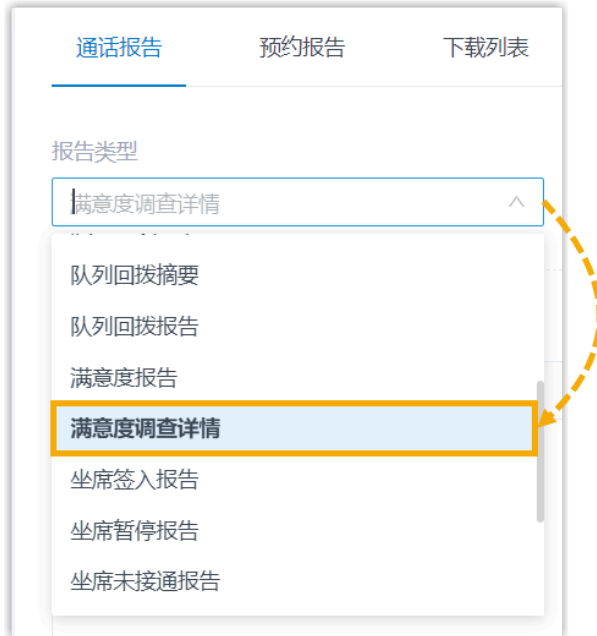 通话报告 预约报告 下载列表
报告类型
满意度调查详情
队列回拨摘要
队列回拨报告
满意度报告
满意度调查详情
坐席签入报告
坐席暂停报告
坐席未接通报告